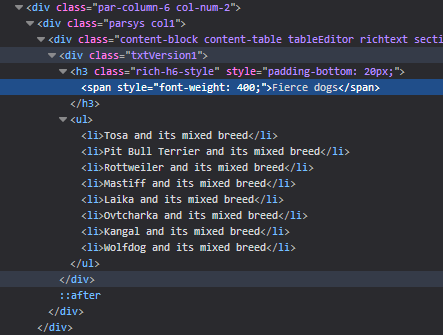 <div class="par-column-6 col-num-2">
<div class="parsys col1">
<div class="content-block content-table tableEditor richtext secti
<div class="txtVersion1">
<h3 class="rich-h6-style" style="padding-bottom: 20px;">
<span style="font-weight: 400;">Fierce dogs</span>
</h3>
<ul>
<li>Tosa and its mixed breed</li>
<li>Pit Bull Terrier and its mixed breed</li>
<li>Rottweiler and its mixed breed</li>
<li>Mastiff and its mixed breed</li>
<li>Laika and its mixed breed</li>
<li>Ovtcharka and its mixed breed</li>
<li>Kangal and its mixed breed</li>
<li>Wolfdog and its mixed breed</li>
</ul>
</div>
::after
</div>
</div>